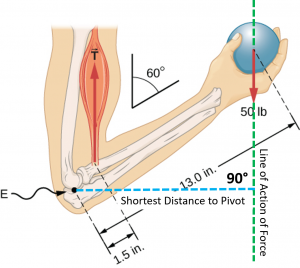 T
60°
50 lb
E
90°
13.0 in.
Shortest Distance to Pivot
1.5 in.
Line of Action of Force